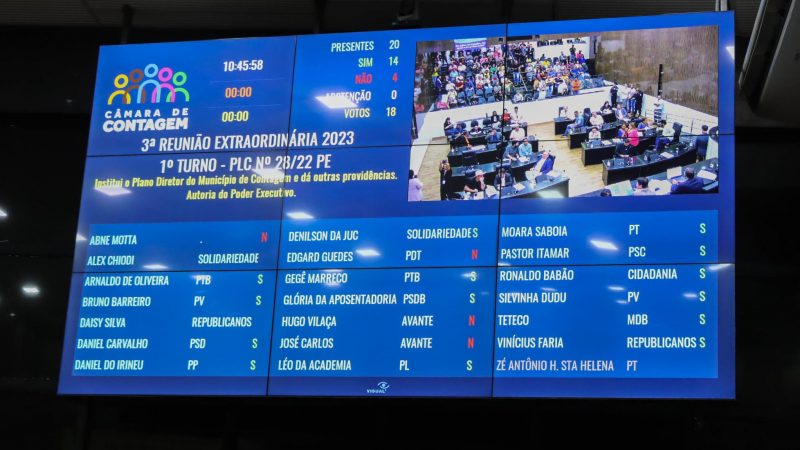 CÂMARA DE
CONTAGEM
10:45:58
00:00
00:00
PRESENTES 20
SIM 14
NÃO 4
ABSTENÇÃO 0
VOTOS 18
3ª REUNIÃO EXTRAORDINÁRIA 2023
1º TURNO - PLC Nº 28/22 PE
Institui o Plano Diretor do Município de Contagem e dá outras providências.
Autoria do Poder Executivo.
ABNE MOTTA N
ALEX CHIODI SOLIDARIEDADE
ARNALDO DE OLIVEIRA PTB S
BRUNO BARREIRO PV S
DAISY SILVA REPUBLICANOS
DANIEL CARVALHO PSD S
DANIEL DO IRINEU PP S
DENILSON DA JUC SOLIDARIEDADE S
EDGARD GUEDES PDT N
GEGÊ MARRECO PTB S
GLÓRIA DA APOSENTADORIA PSDB S
HUGO VILAÇA AVANTE N
JOSÉ CARLOS AVANTE N
LÉO DA ACADEMIA PL S
MOARA SABOIA PT S
PASTOR ITAMAR PSC S
RONALDO BABÃO CIDADANIA S
SILVINHA DUDU PV S
TETECO MDB S
VINÍCIUS FARIA REPUBLICANOS S
ZÉ ANTÔNIO H. STA HELENA PT
VISUAL